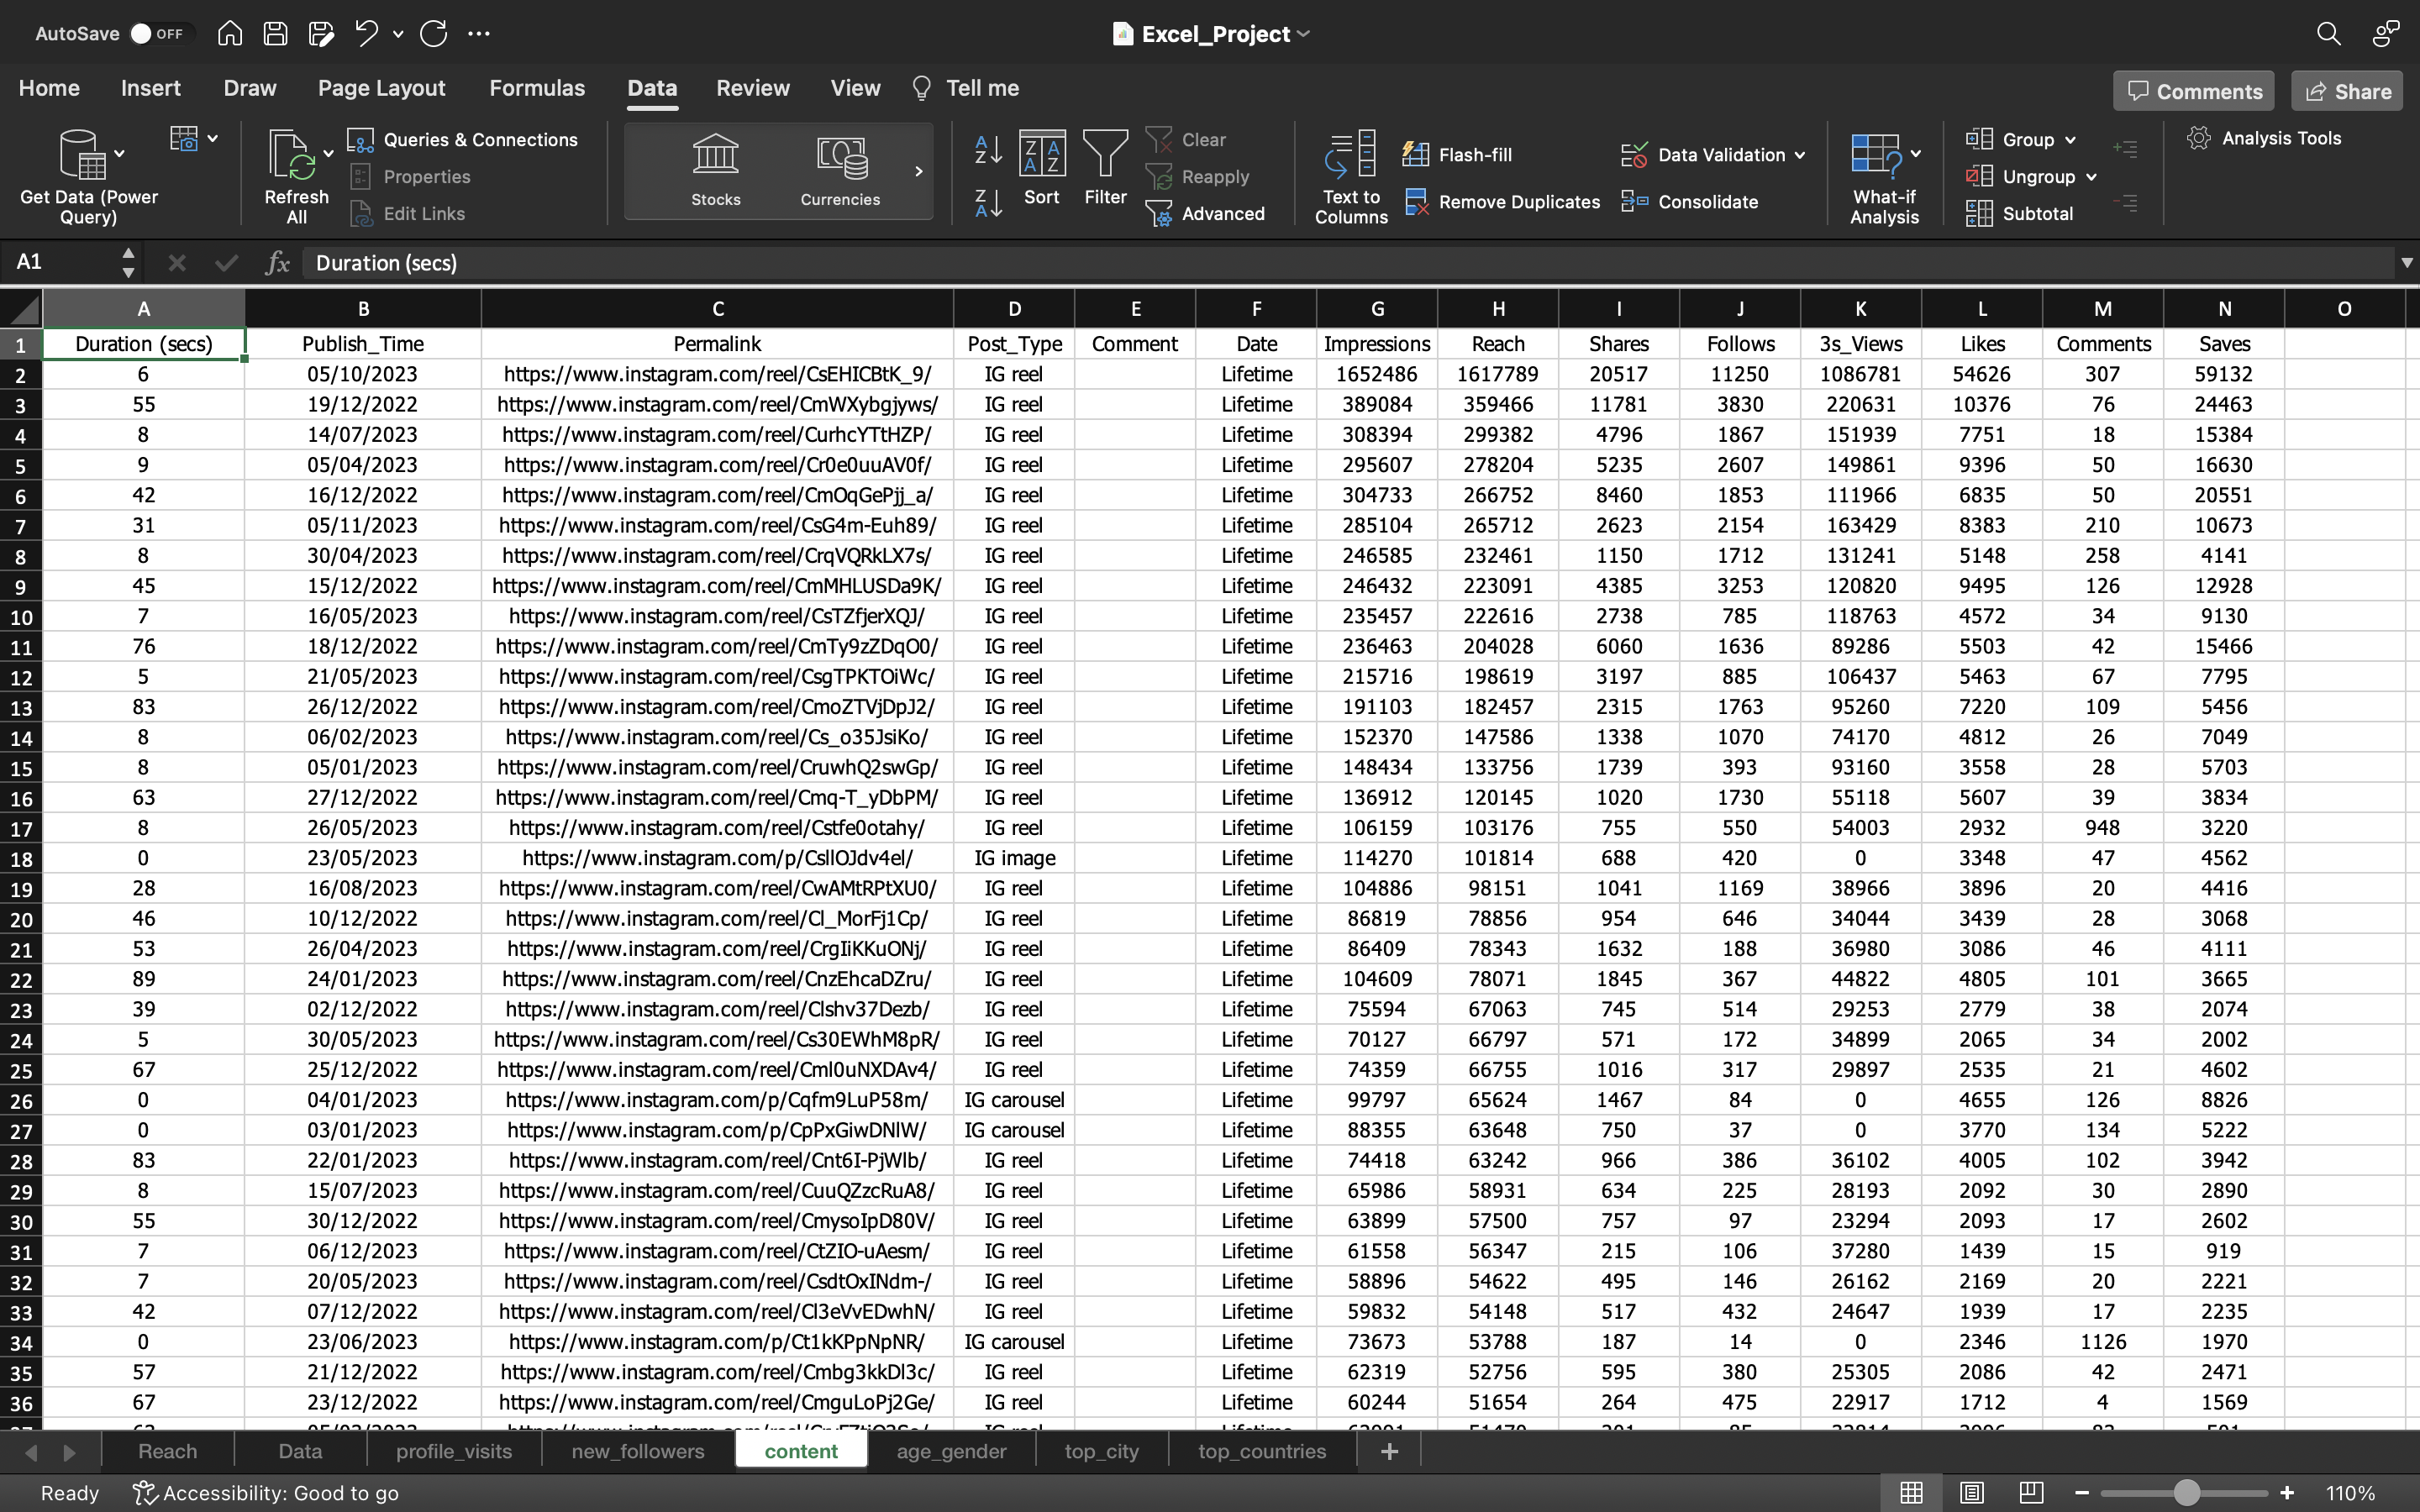 AutoSave OFF Excel_Project
Home Insert Draw Page Layout Formulas Data Review View Tell me Comments Share
Get Data (Power Query) Refresh All Queries & Connections Properties Edit Links Stocks Currencies Sort Filter Clear Reapply Advanced Text to Columns Flash-fill Remove Duplicates Data Validation Consolidate What-if Analysis Group Ungroup Subtotal Analysis Tools
A1 fx Duration (secs)
A B C D E F G H I J K L M N O
1 Duration (secs) Publish_Time Permalink Post_Type Comment Date Impressions Reach Shares Follows 3s_Views Likes Comments Saves
2 6 05/10/2023 https://www.instagram.com/reel/CsEHICBtK_9/ IG reel Lifetime 1652486 1617789 20517 11250 1086781 54626 307 59132
3 55 19/12/2022 https://www.instagram.com/reel/CmWXybgjyws/ IG reel Lifetime 389084 359466 11781 3830 220631 10376 76 24463
4 8 14/07/2023 https://www.instagram.com/reel/CurhcYTtHZP/ IG reel Lifetime 308394 299382 4796 1867 151939 7751 18 15384
5 9 05/04/2023 https://www.instagram.com/reel/Cr0e0uuAV0f/ IG reel Lifetime 295607 278204 5235 2607 149861 9396 50 16630
6 42 16/12/2022 https://www.instagram.com/reel/CmOqGePjj_a/ IG reel Lifetime 304733 266752 8460 1853 111966 6835 50 20551
7 31 05/11/2023 https://www.instagram.com/reel/CsG4m-Euh89/ IG reel Lifetime 285104 265712 2623 2154 163429 8383 210 10673
8 8 30/04/2023 https://www.instagram.com/reel/CrqVQRkLX7s/ IG reel Lifetime 246585 232461 1150 1712 131241 5148 258 4141
9 45 15/12/2022 https://www.instagram.com/reel/CmMHLUSDa9K/ IG reel Lifetime 246432 223091 4385 3253 120820 9495 126 12928
10 7 16/05/2023 https://www.instagram.com/reel/CsTZfjerXQJ/ IG reel Lifetime 235457 222616 2738 785 118763 4572 34 9130
11 76 18/12/2022 https://www.instagram.com/reel/CmTy9zZDqO0/ IG reel Lifetime 236463 204028 6060 1636 89286 5503 42 15466
12 5 21/05/2023 https://www.instagram.com/reel/CsgTPKTOiWc/ IG reel Lifetime 215716 198619 3197 885 106437 5463 67 7795
13 83 26/12/2022 https://www.instagram.com/reel/CmoZTVjDpJ2/ IG reel Lifetime 191103 182457 2315 1763 95260 7220 109 5456
14 8 06/02/2023 https://www.instagram.com/reel/Cs_o35JsiKo/ IG reel Lifetime 152370 147586 1338 1070 74170 4812 26 7049
15 8 05/01/2023 https://www.instagram.com/reel/CruwhQ2swGp/ IG reel Lifetime 148434 133756 1739 393 93160 3558 28 5703
16 63 27/12/2022 https://www.instagram.com/reel/Cmq-T_yDbPM/ IG reel Lifetime 136912 120145 1020 1730 55118 5607 39 3834
17 8 26/05/2023 https://www.instagram.com/reel/Cstfe0otahy/ IG reel Lifetime 106159 103176 755 550 54003 2932 948 3220
18 0 23/05/2023 https://www.instagram.com/p/CsllOJdv4el/ IG image Lifetime 114270 101814 688 420 0 3348 47 4562
19 28 16/08/2023 https://www.instagram.com/reel/CwAMtRPtXU0/ IG reel Lifetime 104886 98151 1041 1169 38966 3896 20 4416
20 46 10/12/2022 https://www.instagram.com/reel/Cl_MorFj1Cp/ IG reel Lifetime 86819 78856 954 646 34044 3439 28 3068
21 53 26/04/2023 https://www.instagram.com/reel/CrgIiKKuONj/ IG reel Lifetime 86409 78343 1632 188 36980 3086 46 4111
22 89 24/01/2023 https://www.instagram.com/reel/CnzEhcaDZru/ IG reel Lifetime 104609 78071 1845 367 44822 4805 101 3665
23 39 02/12/2022 https://www.instagram.com/reel/Clshv37Dezb/ IG reel Lifetime 75594 67063 745 514 29253 2779 38 2074
24 5 30/05/2023 https://www.instagram.com/reel/Cs30EWhM8pR/ IG reel Lifetime 70127 66797 571 172 34899 2065 34 2002
25 67 25/12/2022 https://www.instagram.com/reel/Cml0uNXDAv4/ IG reel Lifetime 74359 66755 1016 317 29897 2535 21 4602
26 0 04/01/2023 https://www.instagram.com/p/Cqfm9LuP58m/ IG carousel Lifetime 99797 65624 1467 84 0 4655 126 8826
27 0 03/01/2023 https://www.instagram.com/p/CpPxGiwDNlW/ IG carousel Lifetime 88355 63648 750 37 0 3770 134 5222
28 83 22/01/2023 https://www.instagram.com/reel/Cnt6I-PjWlb/ IG reel Lifetime 74418 63242 966 386 36102 4005 102 3942
29 8 15/07/2023 https://www.instagram.com/reel/CuuQZzcRuA8/ IG reel Lifetime 65986 58931 634 225 28193 2092 30 2890
30 55 30/12/2022 https://www.instagram.com/reel/CmysoIpD80V/ IG reel Lifetime 63899 57500 757 97 23294 2093 17 2602
31 7 06/12/2023 https://www.instagram.com/reel/CtZIO-uAesm/ IG reel Lifetime 61558 56347 215 106 37280 1439 15 919
32 7 20/05/2023 https://www.instagram.com/reel/CsdtOxINdm-/ IG reel Lifetime 58896 54622 495 146 26162 2169 20 2221
33 42 07/12/2022 https://www.instagram.com/reel/Cl3eVvEDwhN/ IG reel Lifetime 59832 54148 517 432 24647 1939 17 2235
34 0 23/06/2023 https://www.instagram.com/p/Ct1kKPpNpNR/ IG carousel Lifetime 73673 53788 187 14 0 2346 1126 1970
35 57 21/12/2022 https://www.instagram.com/reel/Cmbg3kkDl3c/ IG reel Lifetime 62319 52756 595 380 25305 2086 42 2471
36 67 23/12/2022 https://www.instagram.com/reel/CmguLoPj2Ge/ IG reel Lifetime 60244 51654 264 475 22917 1712 4 1569
Reach Data profile_visits new_followers content age_gender top_city top_countries
Ready Accessibility: Good to go 110%